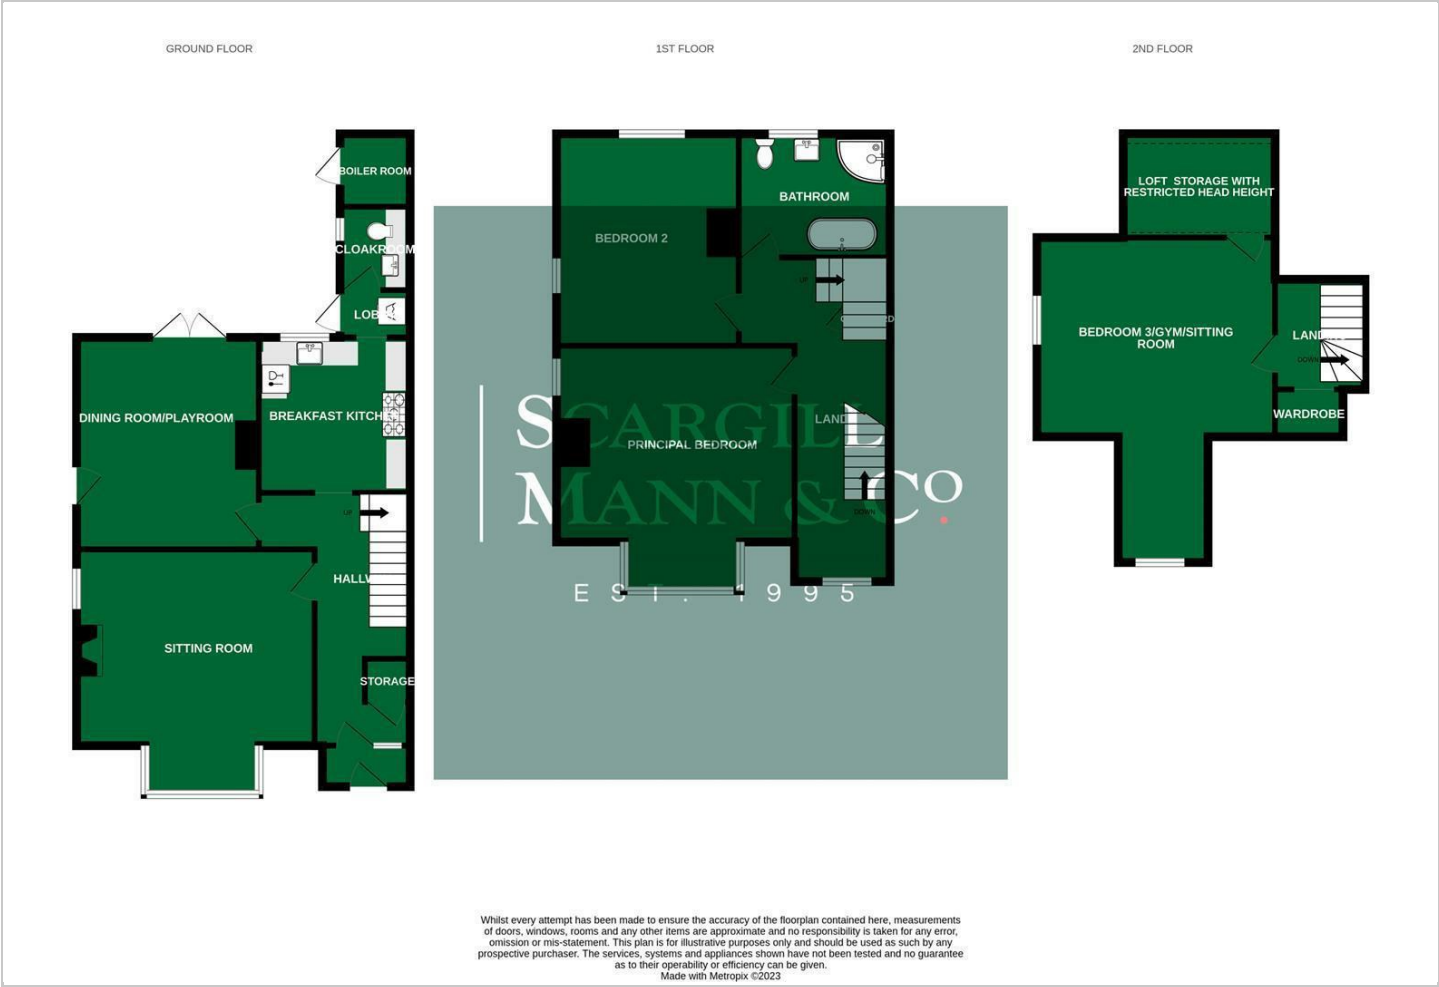 GROUND FLOOR
1ST FLOOR
2ND FLOOR
BOILER ROOM
CLOAKROOM
DINING ROOM/PLAYROOM
UP
SITTING ROOM
STORAGE
BATHROOM
BEDROOM 2
UP
PRINCIPAL BEDROOM
DOWN
SCARGILL
MANN & CO.
EST. 1995
LOFT STORAGE WITH
RESTRICTED HEAD HEIGHT
BEDROOM 3/GYM/SITTING
ROOM
DOWN
WARDROBE
Whilst every attempt has been made to ensure the accuracy of the floorplan contained here, measurements
of doors, windows, rooms and any other items are approximate and no responsibility is taken for any error,
omission or mis-statement. This plan is for illustrative purposes only and should be used as such by any
prospective purchaser. The services, systems and appliances shown have not been tested and no guarantee
as to their operability or efficiency can be given.
Made with Metropix ©2023